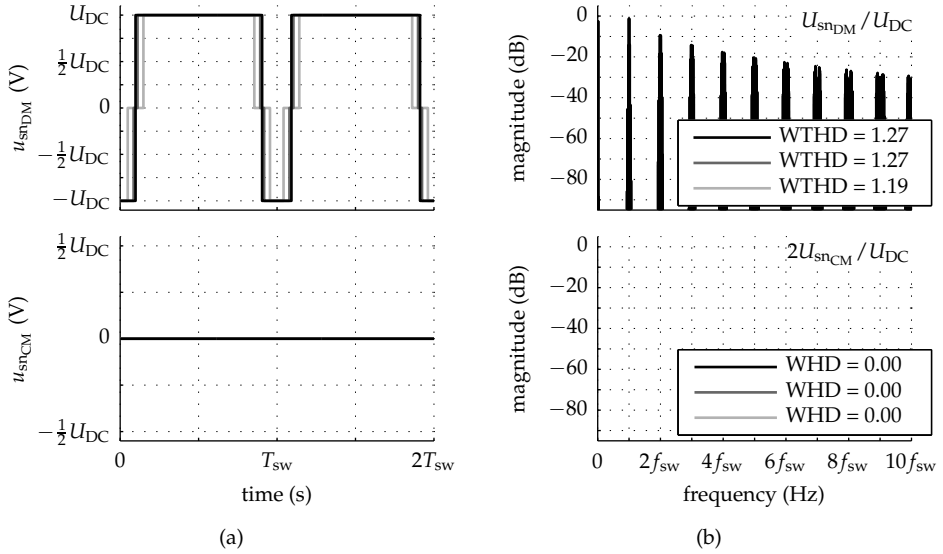 U_DC
½U_DC
0
−½U_DC
−U_DC
u_snDM (V)
½U_DC
0
−½U_DC
u_snCM (V)
0
T_sw
2T_sw
time (s)
(a)
U_snDM/U_DC
0
−20
−40
−60
−80
magnitude (dB)
WTHD = 1.27
WTHD = 1.27
WTHD = 1.19
2U_snCM/U_DC
0
−20
−40
−60
−80
magnitude (dB)
WHD = 0.00
WHD = 0.00
WHD = 0.00
0
2f_sw
4f_sw
6f_sw
8f_sw
10f_sw
frequency (Hz)
(b)